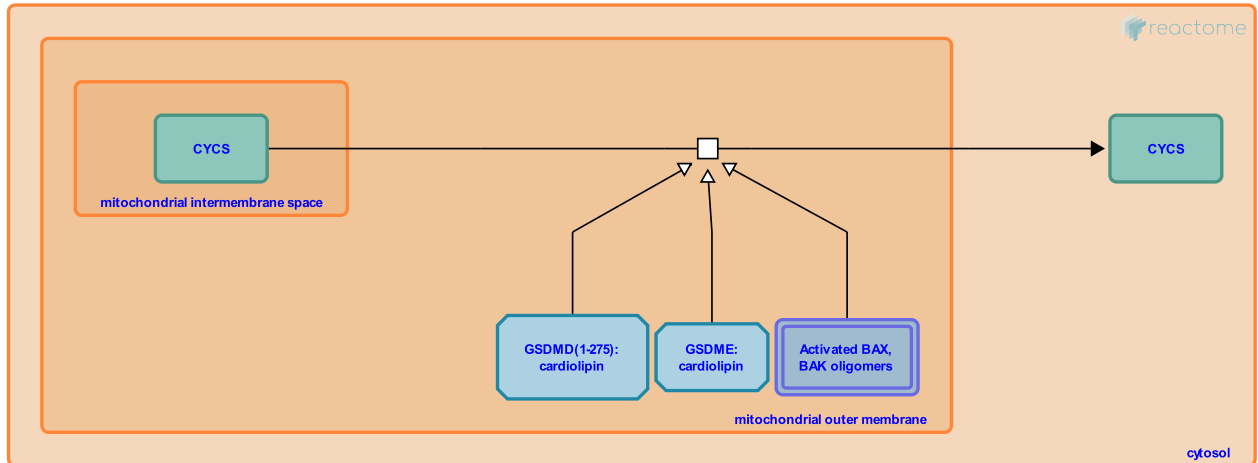 reactome
CYCS
CYCS
mitochondrial intermembrane space
GSDMD(1-275):
cardiolipin
GSDME:
cardiolipin
Activated BAX,
BAK oligomers
mitochondrial outer membrane
cytosol